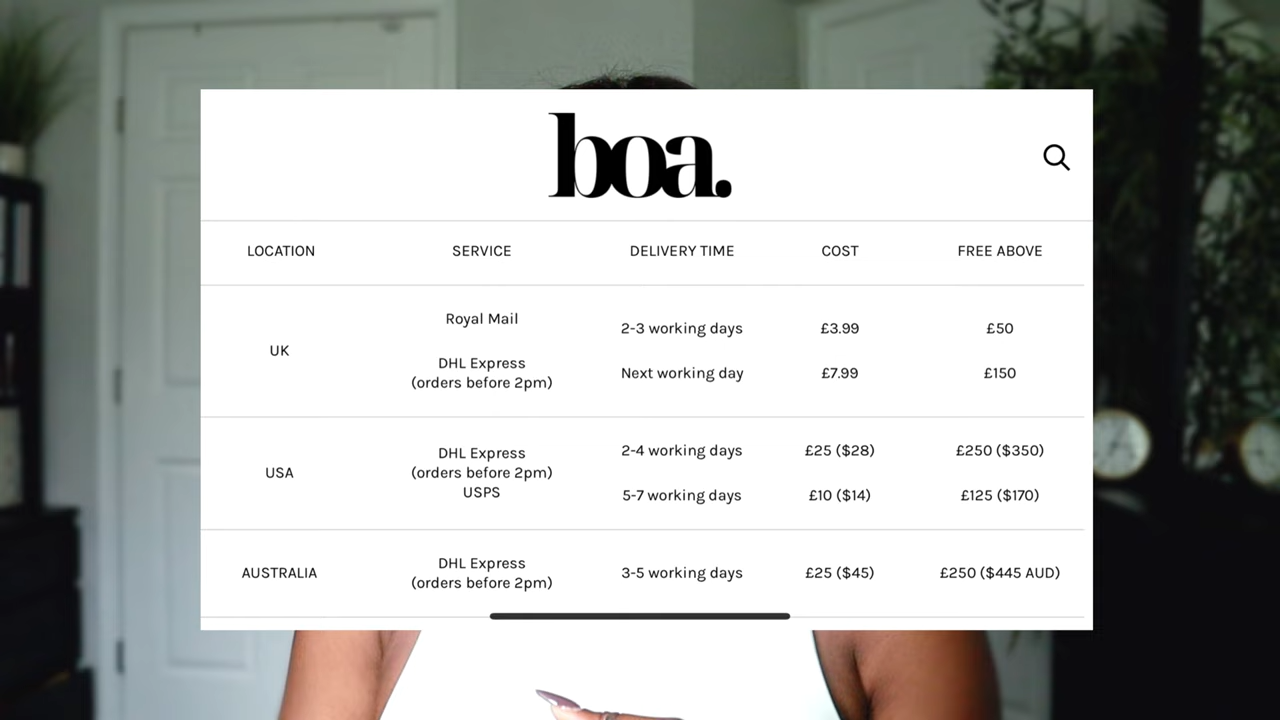 boa.
LOCATION SERVICE DELIVERY TIME COST FREE ABOVE
UK
Royal Mail 2-3 working days £3.99 £50
DHL Express
(orders before 2pm) Next working day £7.99 £150
USA
DHL Express
(orders before 2pm) 2-4 working days £25 ($28) £250 ($350)
USPS 5-7 working days £10 ($14) £125 ($170)
AUSTRALIA
DHL Express
(orders before 2pm) 3-5 working days £25 ($45) £250 ($445 AUD)